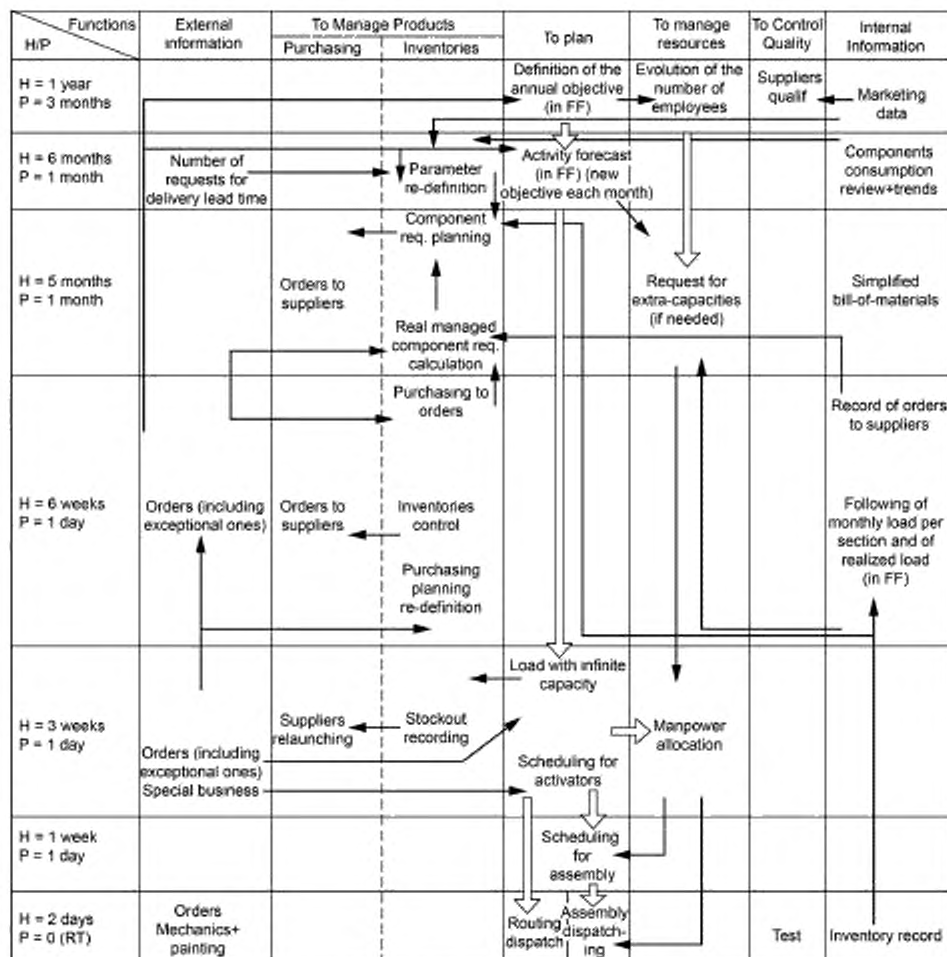 Functions
H/P
External
information
To Manage Products
Purchasing
Inventories
To plan
To manage
resources
To Control
Quality
Internal
Information
H = 1 year
P = 3 months
Definition of the
annual objective
(in FF)
Evolution of the
number of
employees
Suppliers
qualif
Marketing
data
H = 6 months
P = 1 month
Number of
requests for
delivery lead time
Parameter
re-definition
Activity forecast
(in FF) (new
objective each month)
Components
consumption
review+trends
H = 5 months
P = 1 month
Orders to
suppliers
Component
req. planning
Real managed
component req.
calculation
Request for
extra-capacities
(if needed)
Simplified
bill-of-materials
H = 6 weeks
P = 1 day
Orders (including
exceptional ones)
Orders to
suppliers
Purchasing to
orders
Inventories
control
Purchasing
planning
re-definition
Record of orders
to suppliers
Following of
monthly load per
section and of
realized load
(in FF)
H = 3 weeks
P = 1 day
Orders (including
exceptional ones)
Special business
Suppliers
relaunching
Stockout
recording
Load with infinite
capacity
Scheduling for
activators
Manpower
allocation
H = 1 week
P = 1 day
Scheduling
for
assembly
H = 2 days
P = 0 (RT)
Orders
Mechanics+
painting
Routing
dispatch
Assembly
dispatch-
ing
Test
Inventory record